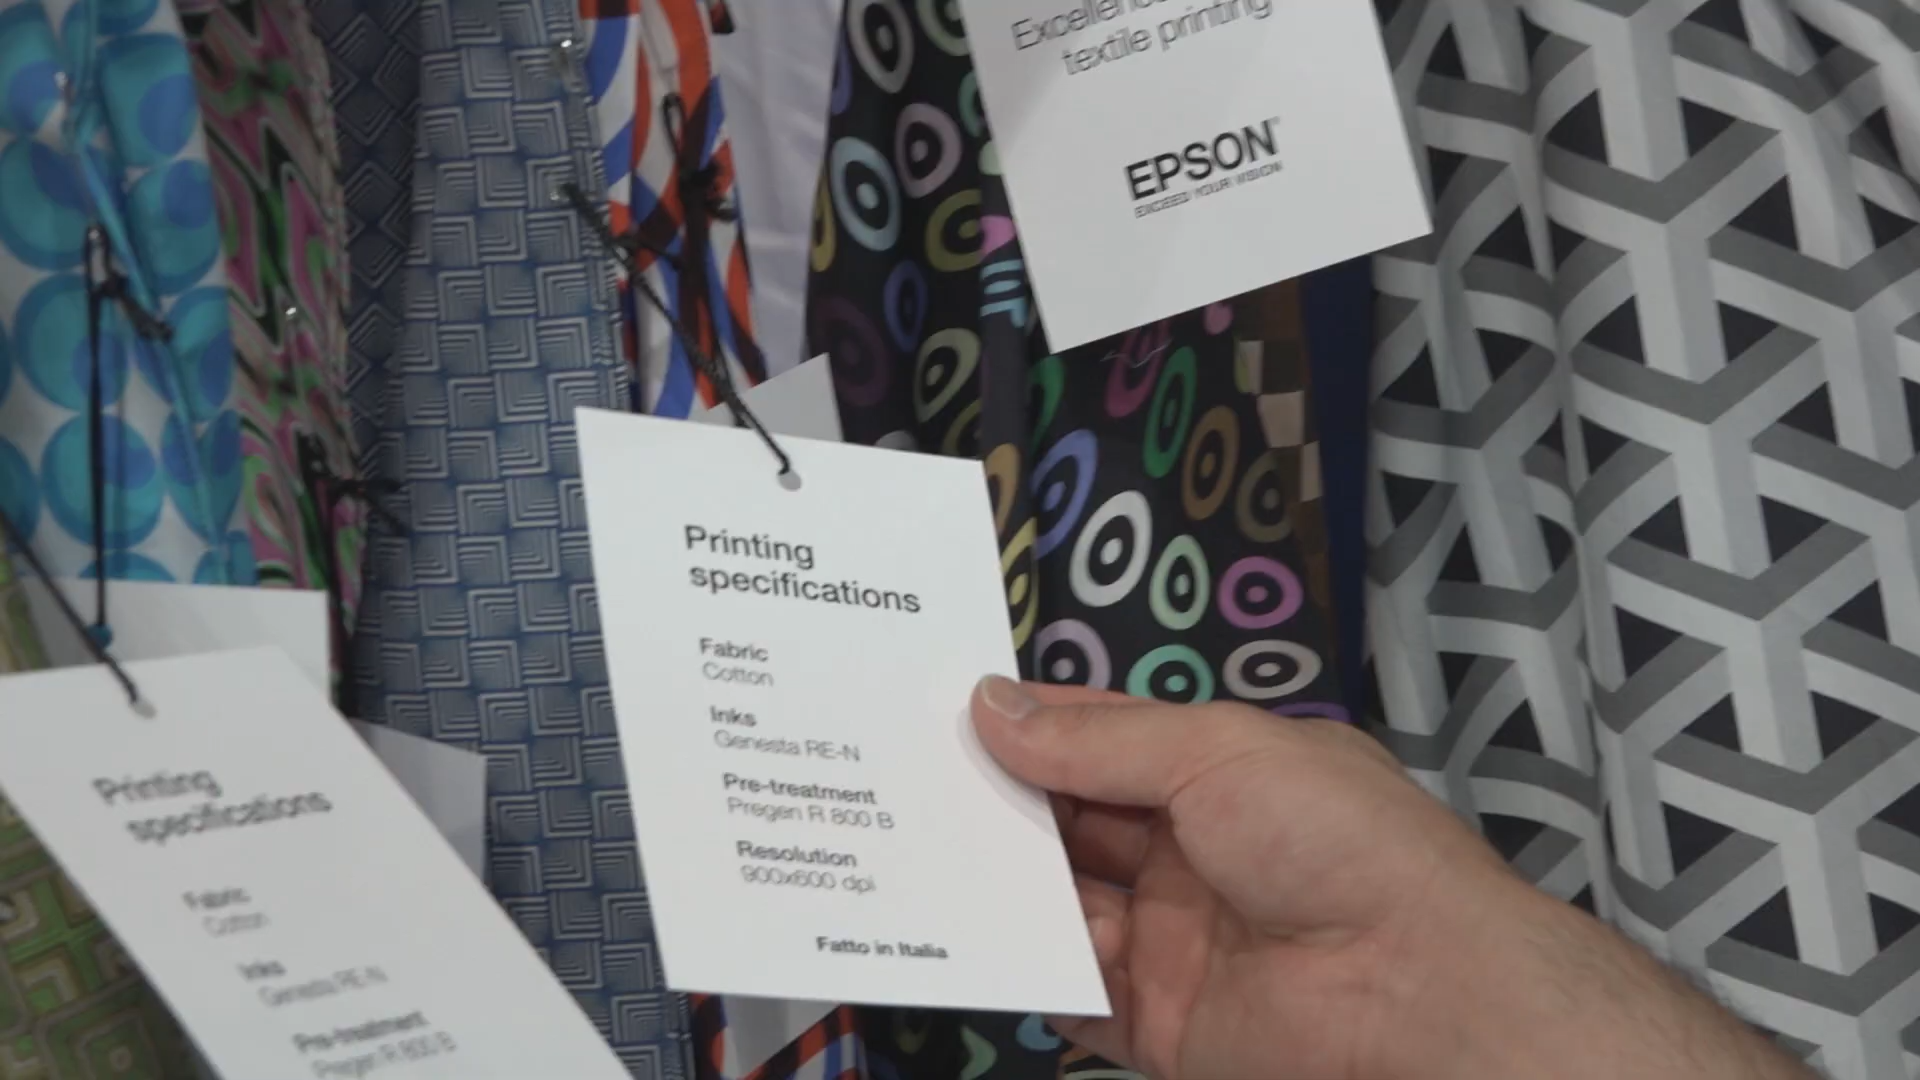 Excellence
textile printing
EPSON
EXCEED YOUR VISION
Printing
specifications
Fabric
Cotton
Inks
Genesta RE-N
Pre-treatment
Pregen R 800 B
Resolution
900x600 dpi
Fatto in Italia
Printing
specifications
Fabric
Cotton
Inks
Genesta RE-N
Pre-treatment
Pregen R 800 B